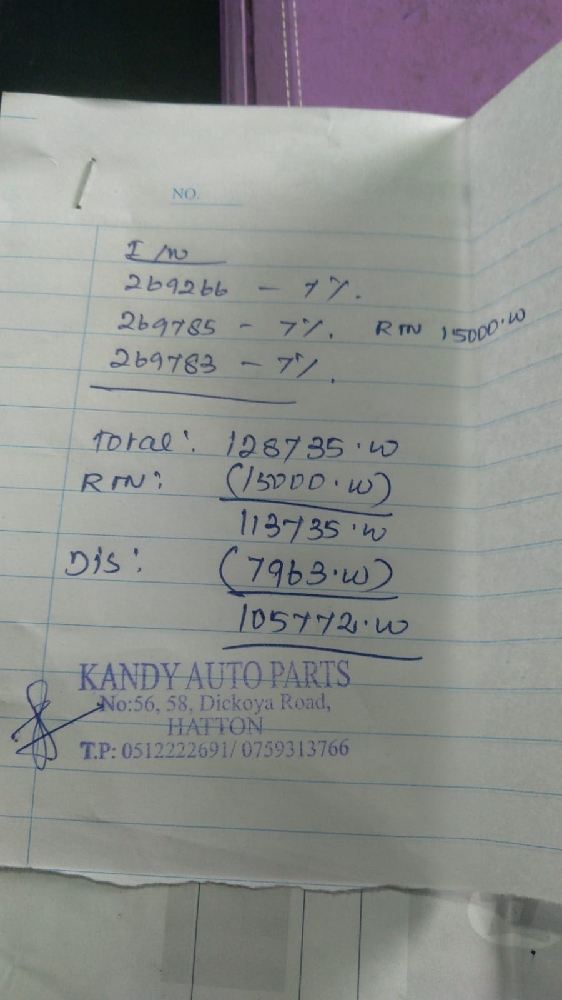 NO.
I/N
269266 - 7%.
269785 - 7%. RTN 15000.00
269783 - 7%.
Total: 128735.00
RTN: (15000.00)
113735.00
DIS: (7963.00)
105772.00
KANDY AUTO PARTS
No:56, 58, Dickoya Road,
HATTON
T.P: 0512222691/ 0759313766